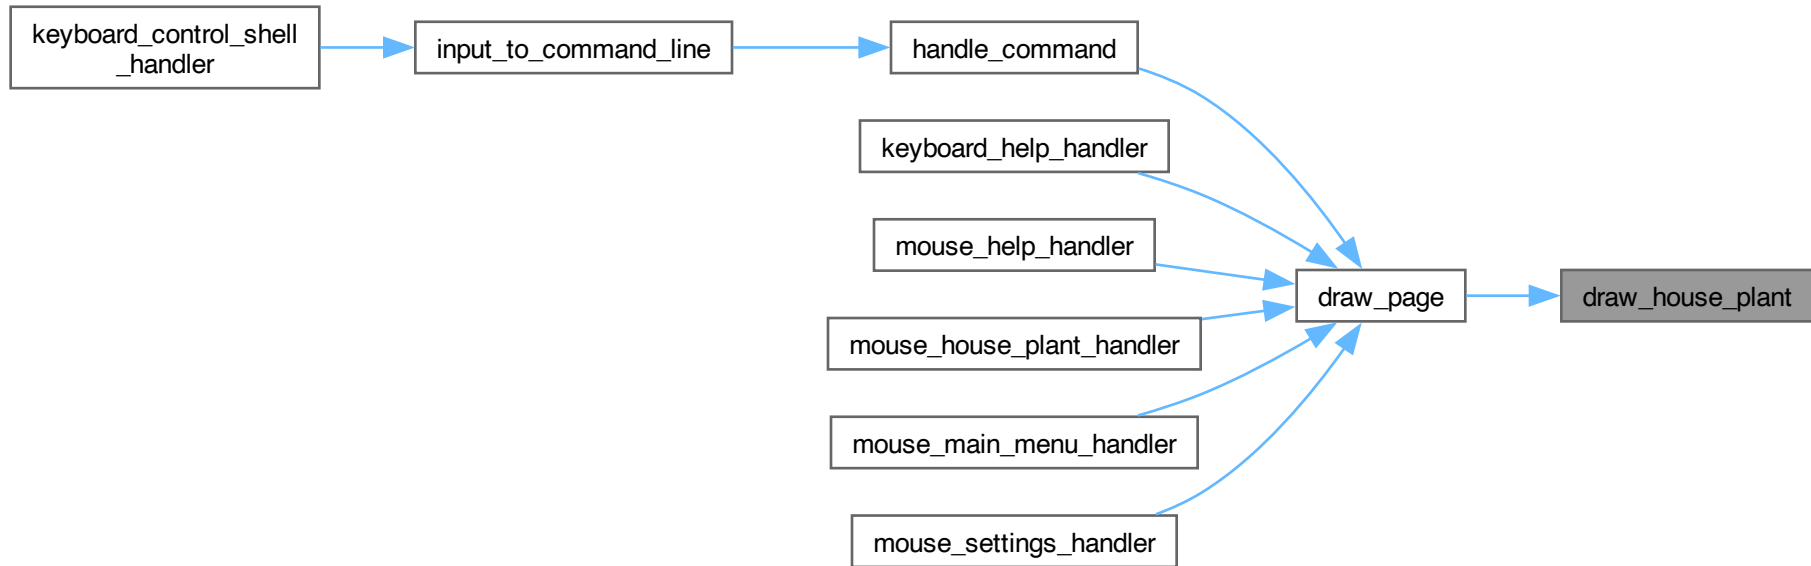 keyboard_control_shell
_handler
input_to_command_line
handle_command
keyboard_help_handler
mouse_help_handler
mouse_house_plant_handler
mouse_main_menu_handler
mouse_settings_handler
draw_page
draw_house_plant